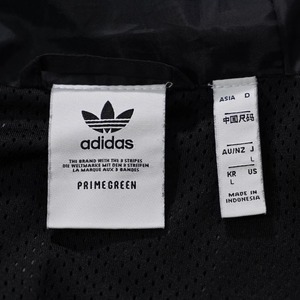 adidas
THE BRAND WITH THE 3 STRIPES
DIE WELTMARKE MIT DEN 3 STREIFEN
LA MARQUE AUX 3 BANDES
PRIMEGREEN
ASIA D
中国尺码
AU/NZ J
L L
KR US
L
MADE IN
INDONESIA